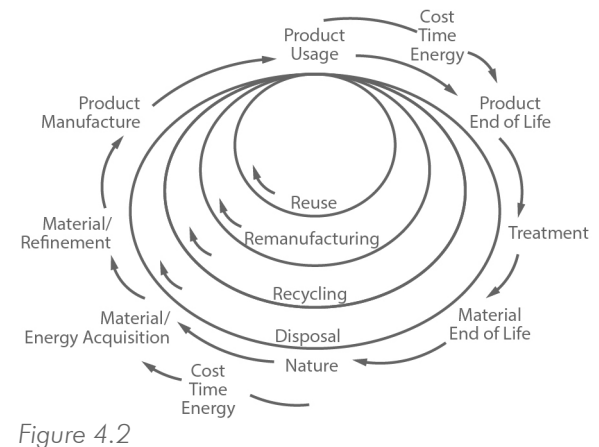 Cost
Time
Energy
Product
Usage
Product
Manufacture
Product
End of Life
Reuse
Material/
Refinement
Remanufacturing
Treatment
Recycling
Material/
Energy Acquisition
Material
End of Life
Disposal
Nature
Cost
Time
Energy
Figure 4.2